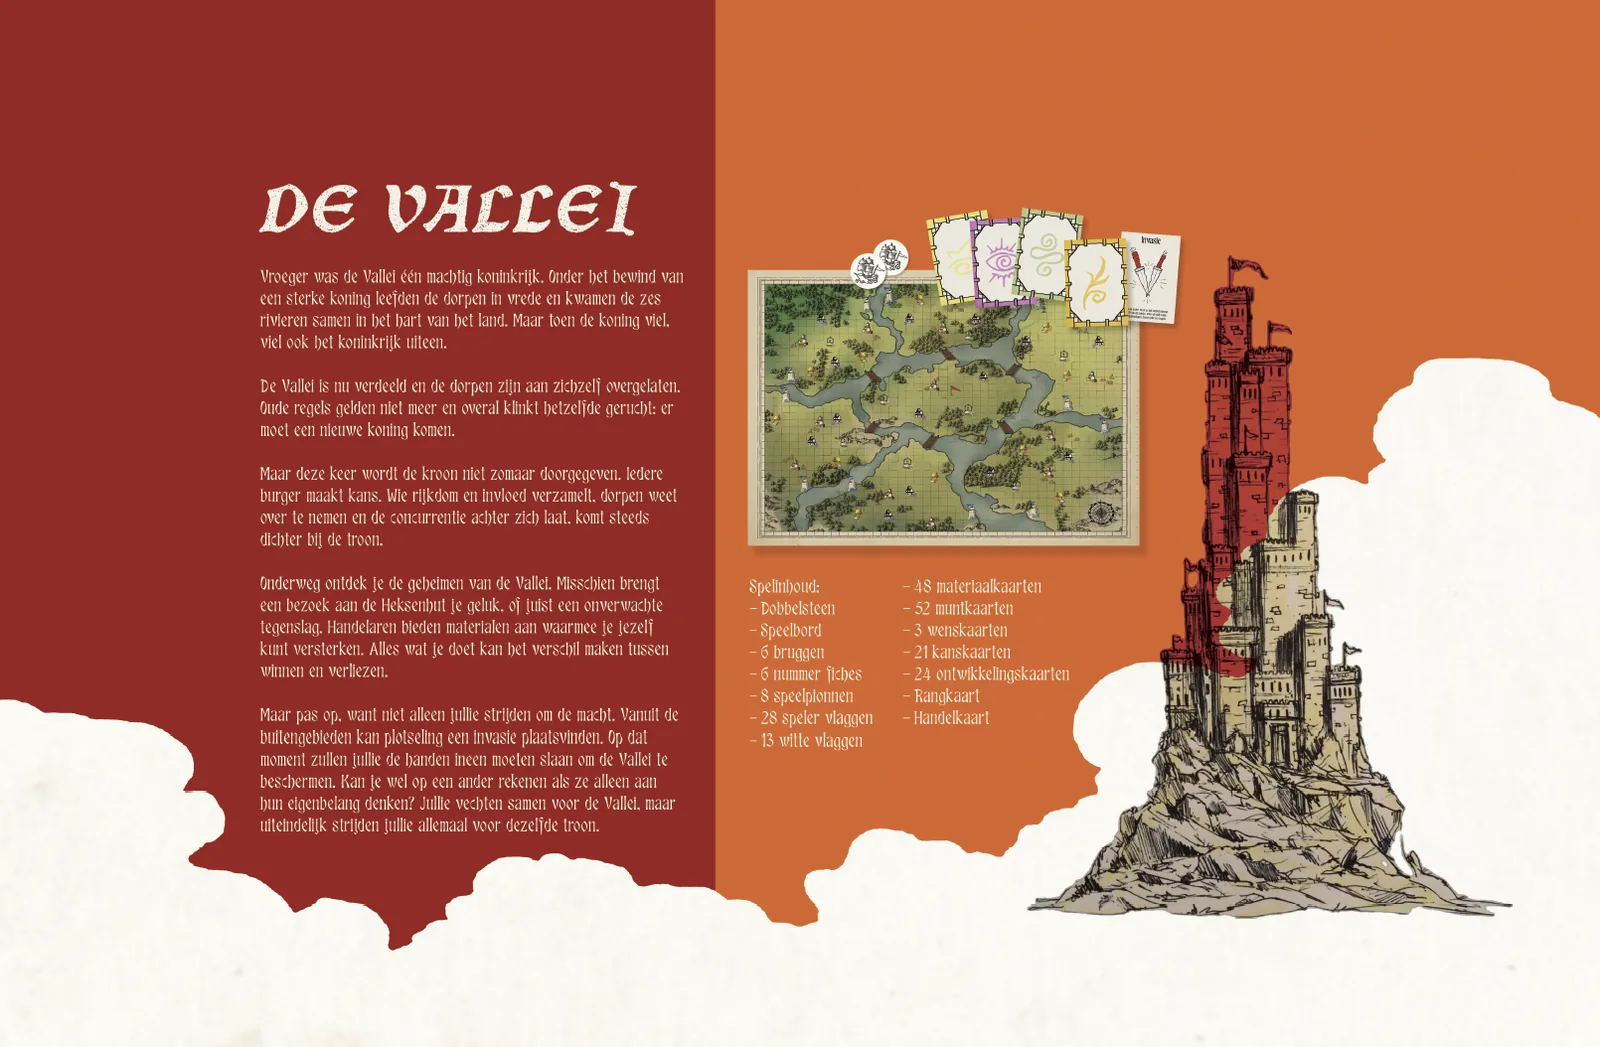 DE VALLEI
Vroeger was de Vallei één machtig koninkrijk. Onder het bewind van
een sterke koning leefden de dorpen in vrede en kwamen de zes
rivieren samen in het hart van het land. Maar toen de koning viel,
viel ook het koninkrijk uiteen.
De Vallei is nu verdeeld en de dorpen zijn aan zichzelf overgelaten.
Oude regels gelden niet meer en overal klinkt hetzelfde gerucht: er
moet een nieuwe koning komen.
Maar deze keer wordt de kroon niet zomaar doorgegeven. Iedere
burger maakt kans. Wie rijkdom en invloed verzamelt, dorpen weet
over te nemen en de concurrentie achter zich laat, komt steeds
dichter bij de troon.
Onderweg ontdek je de geheimen van de Vallei. Misschien brengt
een bezoek aan de Heksenhut je geluk, of juist een onverwachte
tegenslag. Handelaren bieden materialen aan waarmee je jezelf
kunt versterken. Alles wat je doet kan het verschil maken tussen
winnen en verliezen.
Maar pas op, want niet alleen jullie strijden om de macht. Vanuit de
buitengebieden kan plotseling een invasie plaatsvinden. Op dat
moment zullen jullie de handen ineen moeten slaan om de Vallei te
beschermen. Kan je wel op een ander rekenen als ze alleen aan
hun eigenbelang denken? Jullie vechten samen voor de Vallei, maar
uiteindelijk strijden jullie allemaal voor dezelfde troon.
Invasie
Spelinhoud:
- Dobbelsteen
- Speelbord
- 6 bruggen
- 6 nummer fiches
- 8 speelpionnen
- 28 speler vlaggen
- 13 witte vlaggen
- 48 materiaalkaarten
- 52 muntkaarten
- 3 wenskaarten
- 21 kanskaarten
- 24 ontwikkelingskaarten
- Rangkaart
- Handelkaart